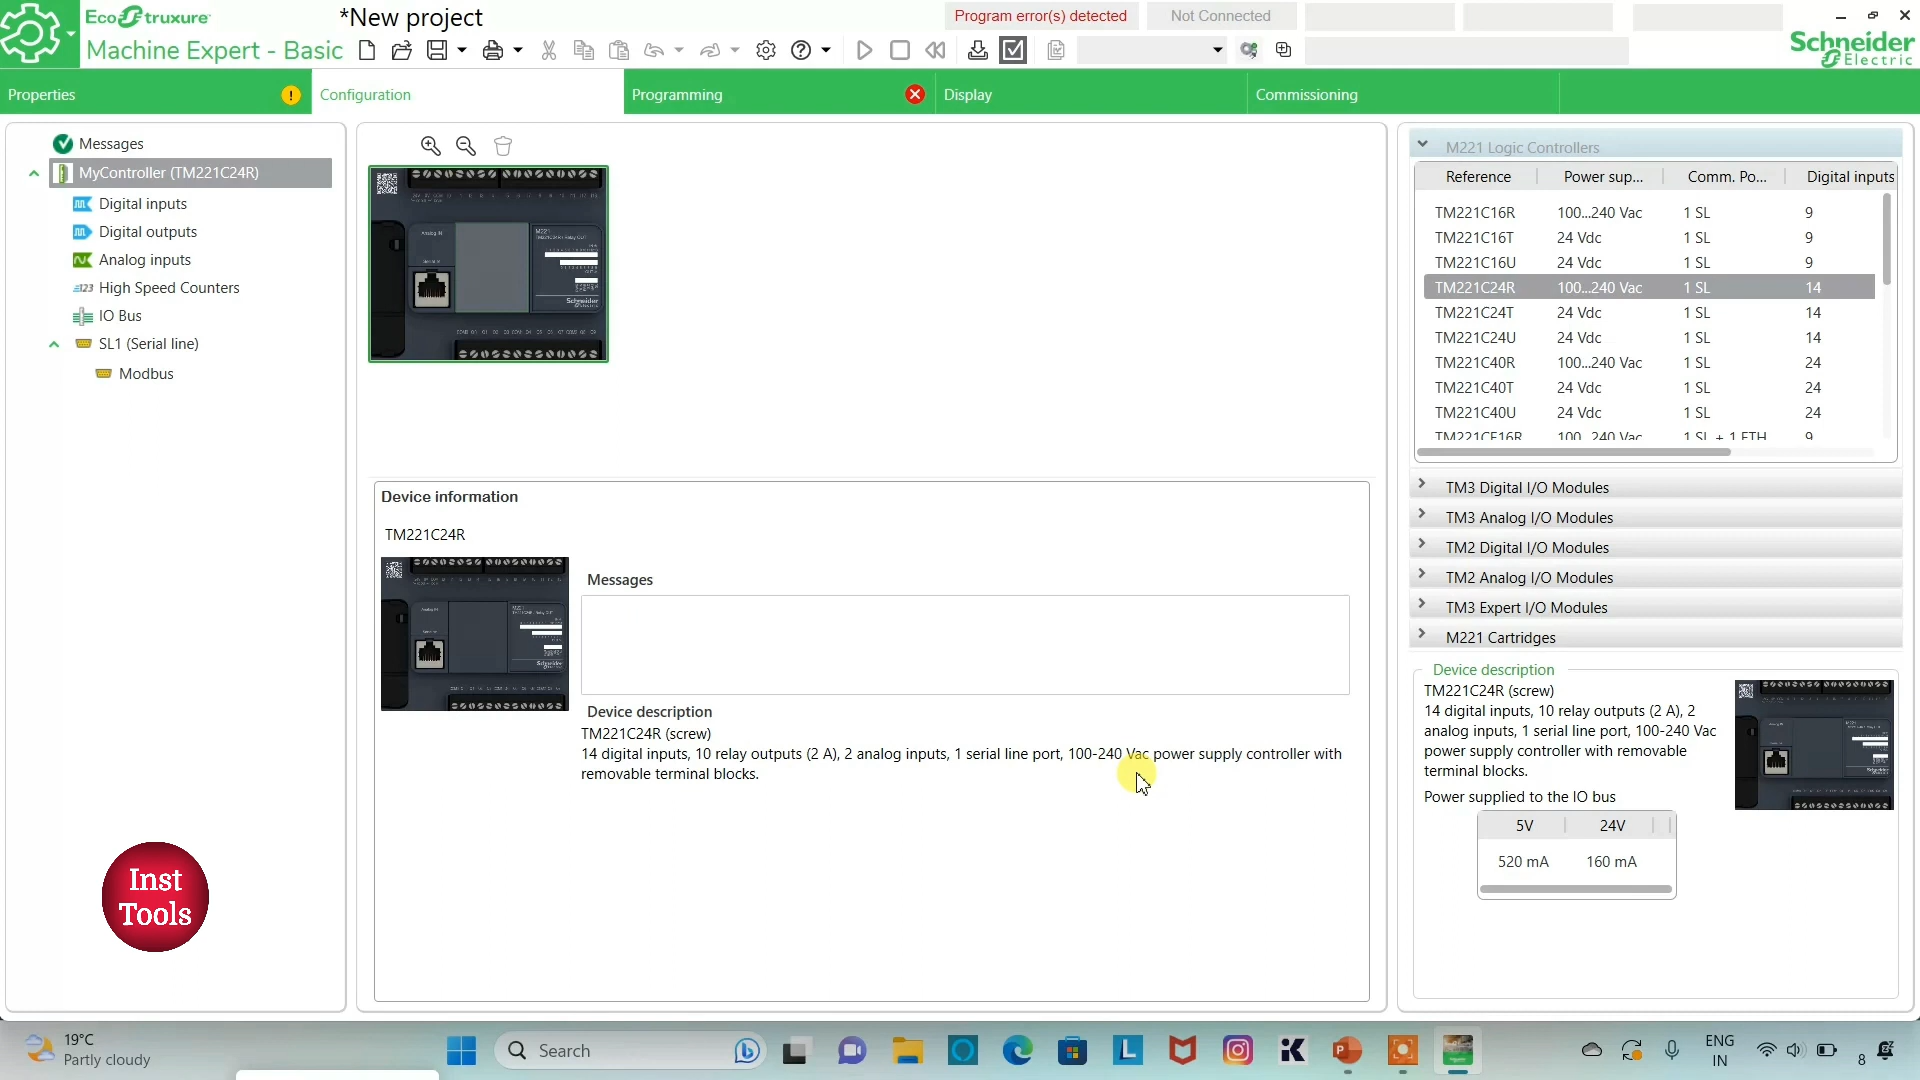 EcoStruxure
Machine Expert - Basic
*New project
Program error(s) detected
Not Connected
Schneider
Electric
Properties
Configuration
Programming
Display
Commissioning
Messages
MyController (TM221C24R)
Digital inputs
Digital outputs
Analog inputs
High Speed Counters
IO Bus
SL1 (Serial line)
Modbus
Inst
Tools
Device information
TM221C24R
Messages
Device description
TM221C24R (screw)
14 digital inputs, 10 relay outputs (2 A), 2 analog inputs, 1 serial line port, 100-240 Vac power supply controller with
removable terminal blocks.
M221 Logic Controllers
Reference Power sup... Comm. Po... Digital inputs
TM221C16R 100...240 Vac 1 SL 9
TM221C16T 24 Vdc 1 SL 9
TM221C16U 24 Vdc 1 SL 9
TM221C24R 100...240 Vac 1 SL 14
TM221C24T 24 Vdc 1 SL 14
TM221C24U 24 Vdc 1 SL 14
TM221C40R 100...240 Vac 1 SL 24
TM221C40T 24 Vdc 1 SL 24
TM221C40U 24 Vdc 1 SL 24
TM221CE16R 100...240 Vac 1 SL + 1 ETH 9
TM3 Digital I/O Modules
TM3 Analog I/O Modules
TM2 Digital I/O Modules
TM2 Analog I/O Modules
TM3 Expert I/O Modules
M221 Cartridges
Device description
TM221C24R (screw)
14 digital inputs, 10 relay outputs (2 A), 2
analog inputs, 1 serial line port, 100-240 Vac
power supply controller with removable
terminal blocks.
Power supplied to the IO bus
5V 24V
520 mA 160 mA
19°C
Partly cloudy
Search
ENG
IN
8